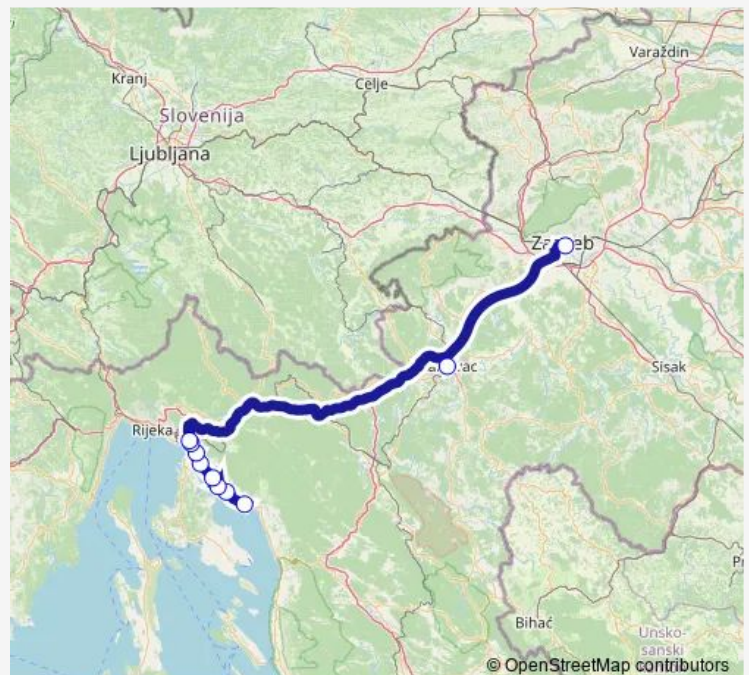 Varaždin
Kranj
Celje
Slovenija
Ljubljana
Sisak
Rijeka
Bihać
Unsko-
sanski
© OpenStreetMap contributors